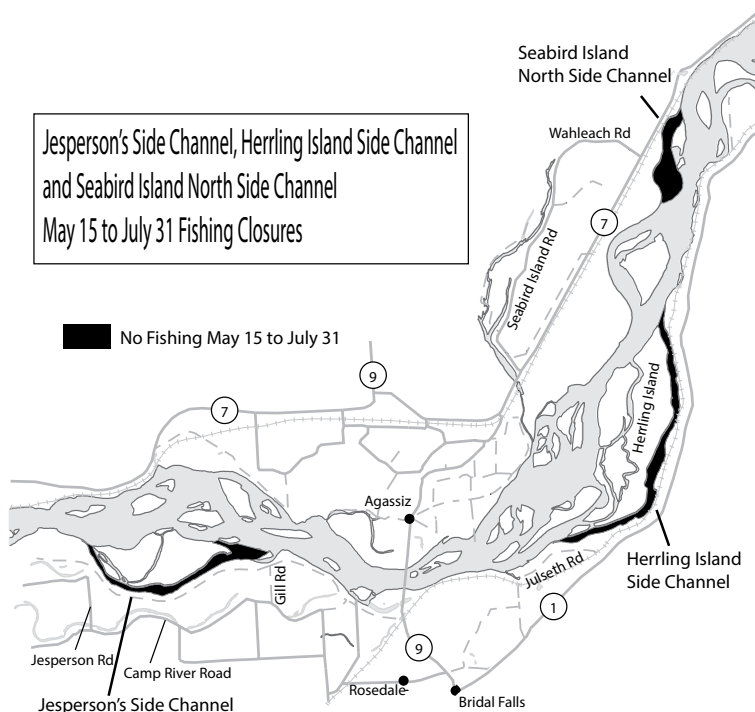 Seabird Island
North Side Channel
Jesperson's Side Channel, Herrling Island Side Channel
and Seabird Island North Side Channel
May 15 to July 31 Fishing Closures
Wahleach Rd
7
Seabird Island Rd
No Fishing May 15 to July 31
9
7
Herrling Island
Agassiz
Herrling Island
Side Channel
Julseth Rd
Gill Rd
1
9
Jesperson Rd
Camp River Road
Rosedale
Bridal Falls
Jesperson's Side Channel